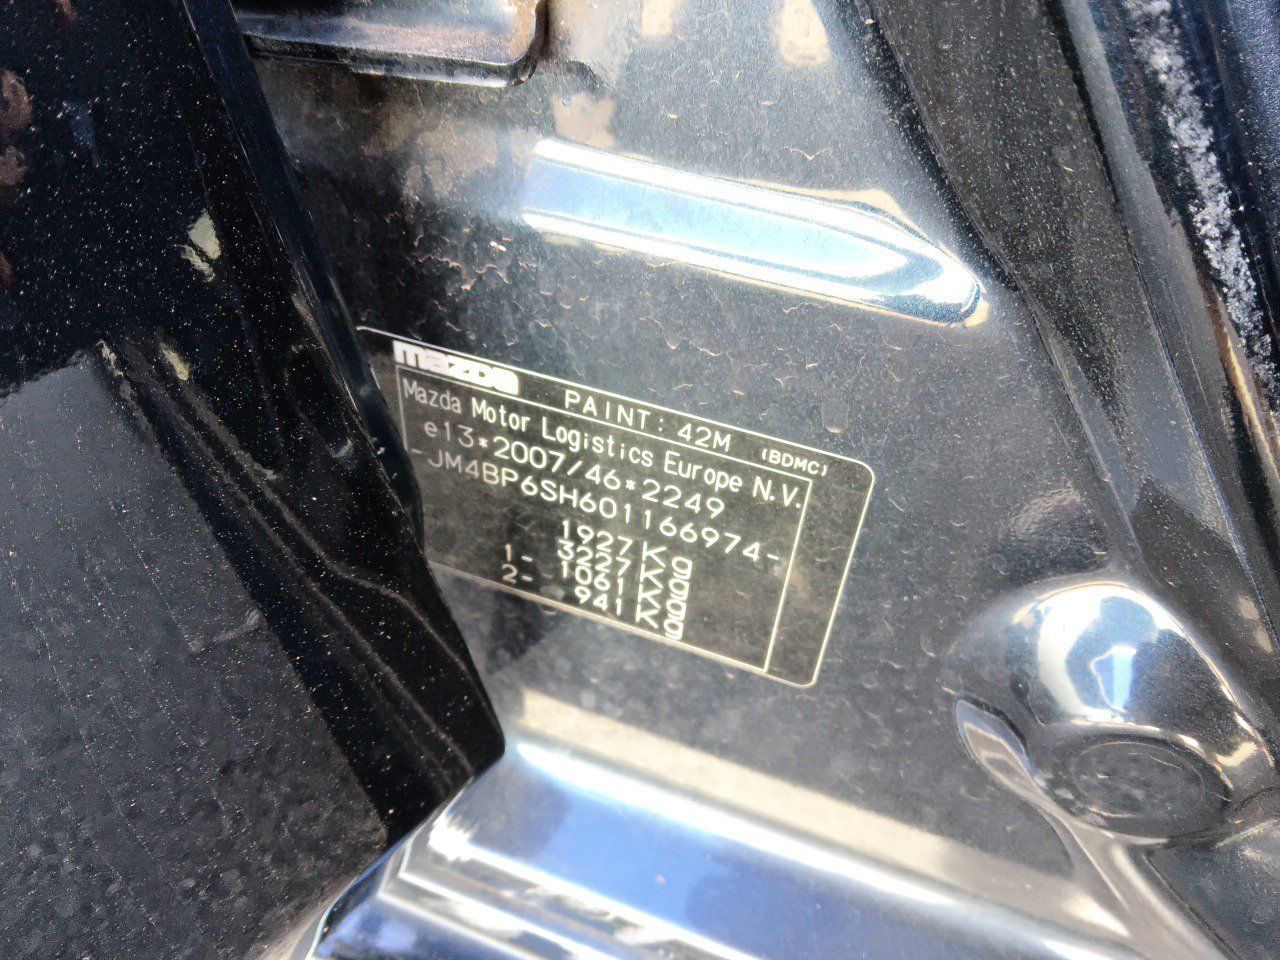 mazda PAINT: 42M (BDMC)
Mazda Motor Logistics Europe N.V.
e13*2007/46*2249
-JM4BP6SH601166974-
1927 Kg
3227 Kg
1- 1061 Kg
2- 941 Kg